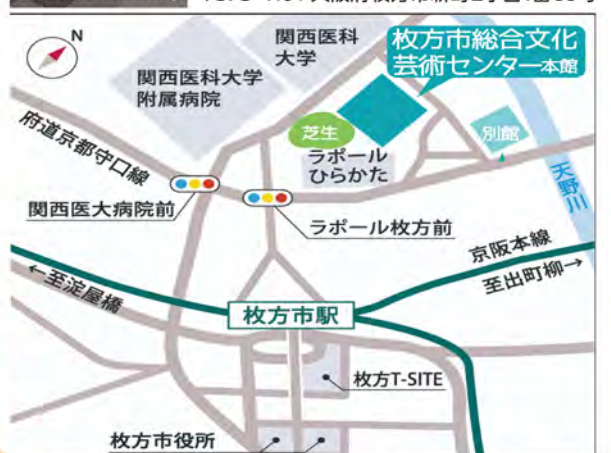 N
関西医科
大学
枚方市総合文化
芸術センター本館
関西医科大学
附属病院
芝生
別館
ラポール
ひらかた
府道京都守口線
天野川
関西医大病院前
ラポール枚方前
京阪本線
至出町柳→
←至淀屋橋
枚方市駅
枚方T-SITE
枚方市役所